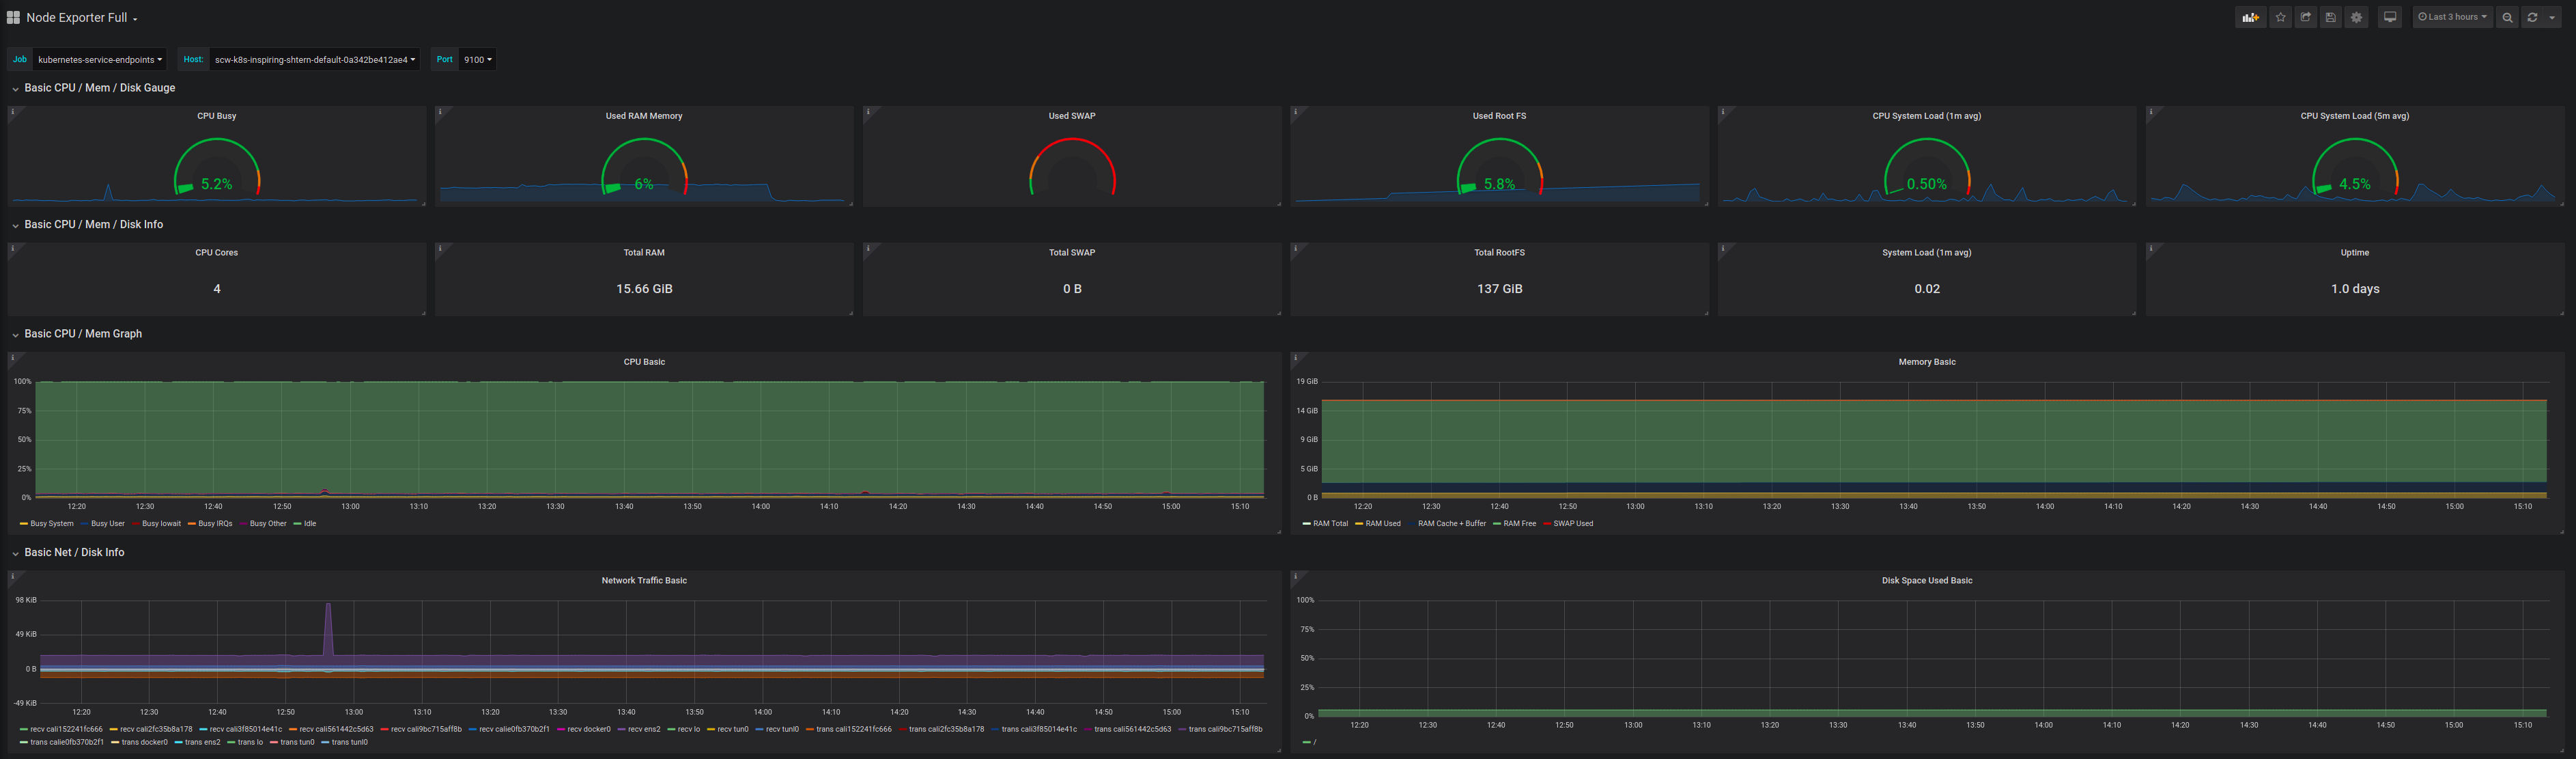 Node Exporter Full
Last 3 hours
Job kubernetes-service-endpoints Host: scw-k8s-inspiring-shtern-default-0a342be412ae4 Port 9100
Basic CPU / Mem / Disk Gauge
CPU Busy Used RAM Memory Used SWAP Used Root FS CPU System Load (1m avg) CPU System Load (5m avg)
5.2% 6% 5.8% 0.50% 4.5%
Basic CPU / Mem / Disk Info
CPU Cores Total RAM Total SWAP Total RootFS System Load (1m avg) Uptime
4 15.66 GiB 0 B 137 GiB 0.02 1.0 days
Basic CPU / Mem Graph
CPU Basic
100%
75%
50%
25%
0%
12:20 12:30 12:40 12:50 13:00 13:10 13:20 13:30 13:40 13:50 14:00 14:10 14:20 14:30 14:40 14:50 15:00 15:10
Busy System Busy User Busy Iowait Busy IRQs Busy Other Idle
Memory Basic
19 GiB
14 GiB
9 GiB
5 GiB
0 B
12:20 12:30 12:40 12:50 13:00 13:10 13:20 13:30 13:40 13:50 14:00 14:10 14:20 14:30 14:40 14:50 15:00 15:10
RAM Total RAM Used RAM Cache + Buffer RAM Free SWAP Used
Basic Net / Disk Info
Network Traffic Basic
98 KiB
49 KiB
0 B
-49 KiB
12:20 12:30 12:40 12:50 13:00 13:10 13:20 13:30 13:40 13:50 14:00 14:10 14:20 14:30 14:40 14:50 15:00 15:10
recv cali152241fc666 recv cali2fc35b8a178 recv cali3f85014e41c recv cali561442c5d63 recv cali9bc715aff8b recv calie0fb370b2f1 recv docker0 recv ens2 recv lo recv tun0 recv tunl0 trans cali152241fc666 trans cali2fc35b8a178 trans cali3f85014e41c trans cali561442c5d63 trans cali9bc715aff8b
trans calie0fb370b2f1 trans docker0 trans ens2 trans lo trans tun0 trans tunl0
Disk Space Used Basic
100%
75%
50%
25%
0%
12:20 12:30 12:40 12:50 13:00 13:10 13:20 13:30 13:40 13:50 14:00 14:10 14:20 14:30 14:40 14:50 15:00 15:10
/